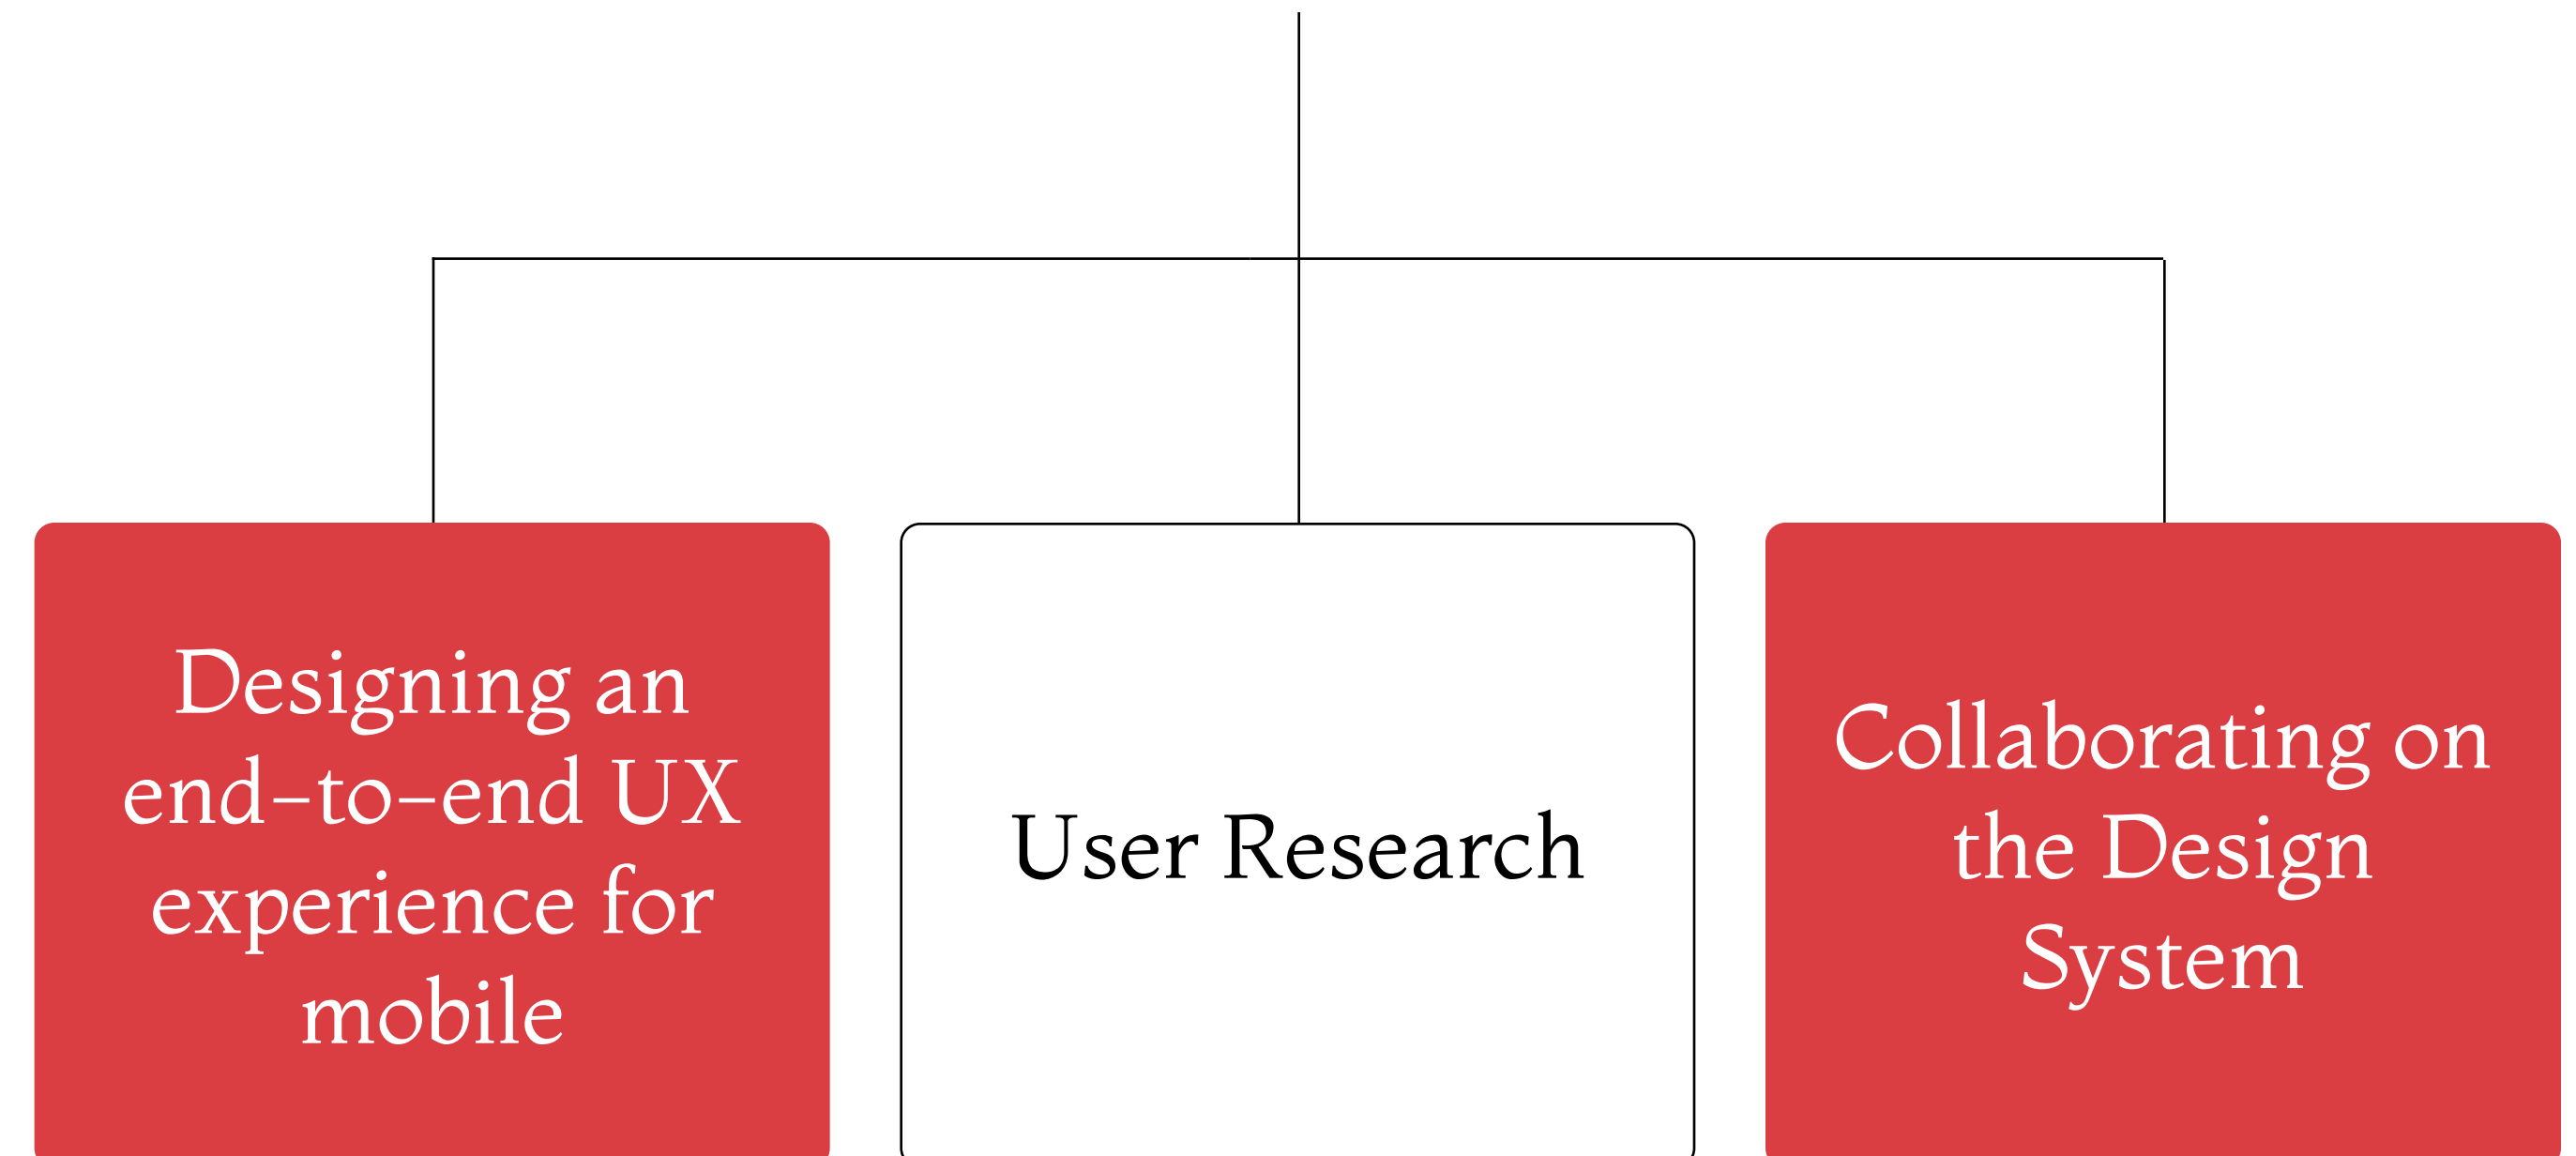 Designing an
end-to-end UX
experience for
mobile
User Research
Collaborating on
the Design
System